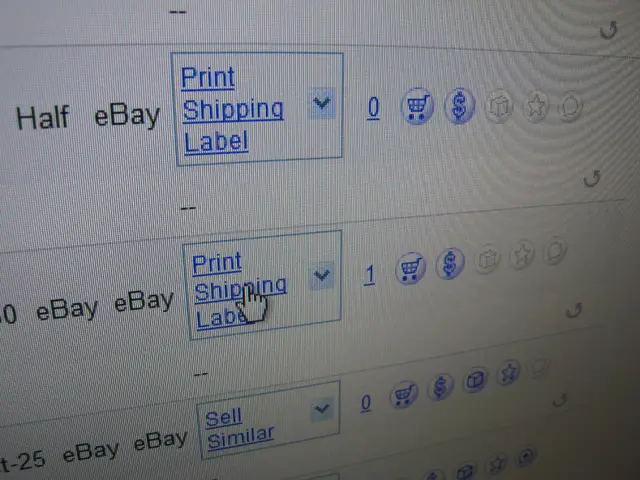 --
Half eBay Print Shipping Label 0
--
0 eBay eBay Print Shipping Label 1
--
t-25 eBay eBay Sell Similar 0